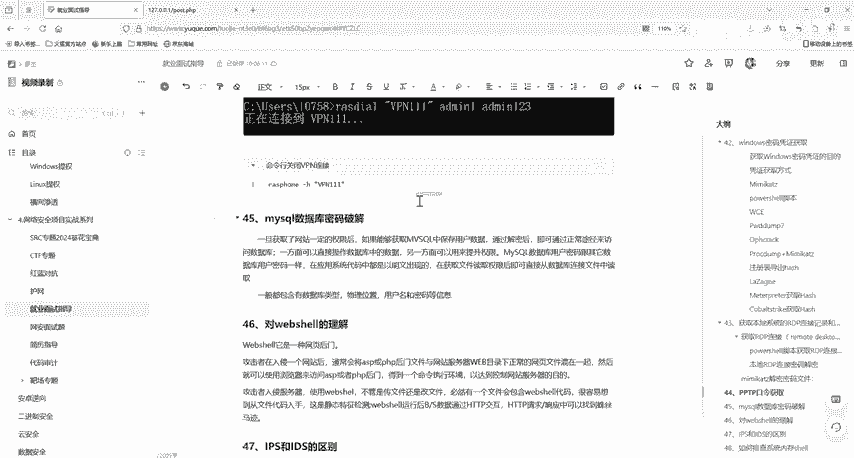 就业面试指导
127.0.0.1/post.php
110%
导入书签...
火狐官方站点
新手上路
常用网址
京东商城
移动设备上的书签
就业面试指导
分享
更新
视频录制
正文
15px
C:\Users\10758>rasdial "VPN111" admin1 admin123
正在连接到 VPN111...
大纲
首页
目录
Windows提权
Linux提权
横向渗透
4.网络安全项目实战系列
SRC专题2024葵花宝典
CTF专题
红蓝对抗
护网
就业面试指导
网安面试题
简历指导
代码审计
靶场专题
安卓逆向
二进制安全
云安全
数据安全
命令行关闭VPN连接
1 rasphone -h "VPN111"
45、mysql数据库密码破解
一旦获取了网站一定的权限后，如果能够获取MYSQL中保存用户数据，通过解密后，即可通过正常途径来访
问数据库；一方面可以直接操作数据库中的数据，另一方面可以用来提升权限。MySQL数据库用户密码跟其它数
据库用户密码一样，在应用系统代码中都是以明文出现的，在获取文件读取权限后即可直接从数据库连接文件中读
取
一般都包含有数据库类型，物理位置，用户名和密码等信息
46、对webshell的理解
Webshell它是一种网页后门。
攻击者在入侵一个网站后，通常会将asp或php后门文件与网站服务器WEB目录下正常的网页文件混在一起，然后
就可以使用浏览器来访问asp或者php后门，得到一个命令执行环境，以达到控制网站服务器的目的。
攻击者入侵服务器，使用webshell，不管是传文件还是改文件，必然有一个文件会包含webshell代码，很容易想
到从文件代码入手，这是静态特征检测;webshell运行后B/S数据通过HTTP交互，HTTP请求/响应中可以找到蛛丝
马迹。
47、IPS和IDS的区别
42、windows密码凭证获取
获取Windows密码凭证的目的
凭证获取方式
Mimikatz
powershell脚本
WCE
Pwddump7
Ophcrack
Procdump+Mimikatz
注册表导出hash
LaZagne
Meterpreter获取Hash
Cobaltstrike获取Hash
43、获取本地系统的RDP连接记录和...
获取RDP连接（ remote desktop...
powershell脚本获取RDP连接...
本地RDP连接密码解密
mimikatz解密密码文件:
44、PPTP口令获取
45、mysql数据库密码破解
46、对webshell的理解
47、IPS和IDS的区别
48、如何排查系统内存shell